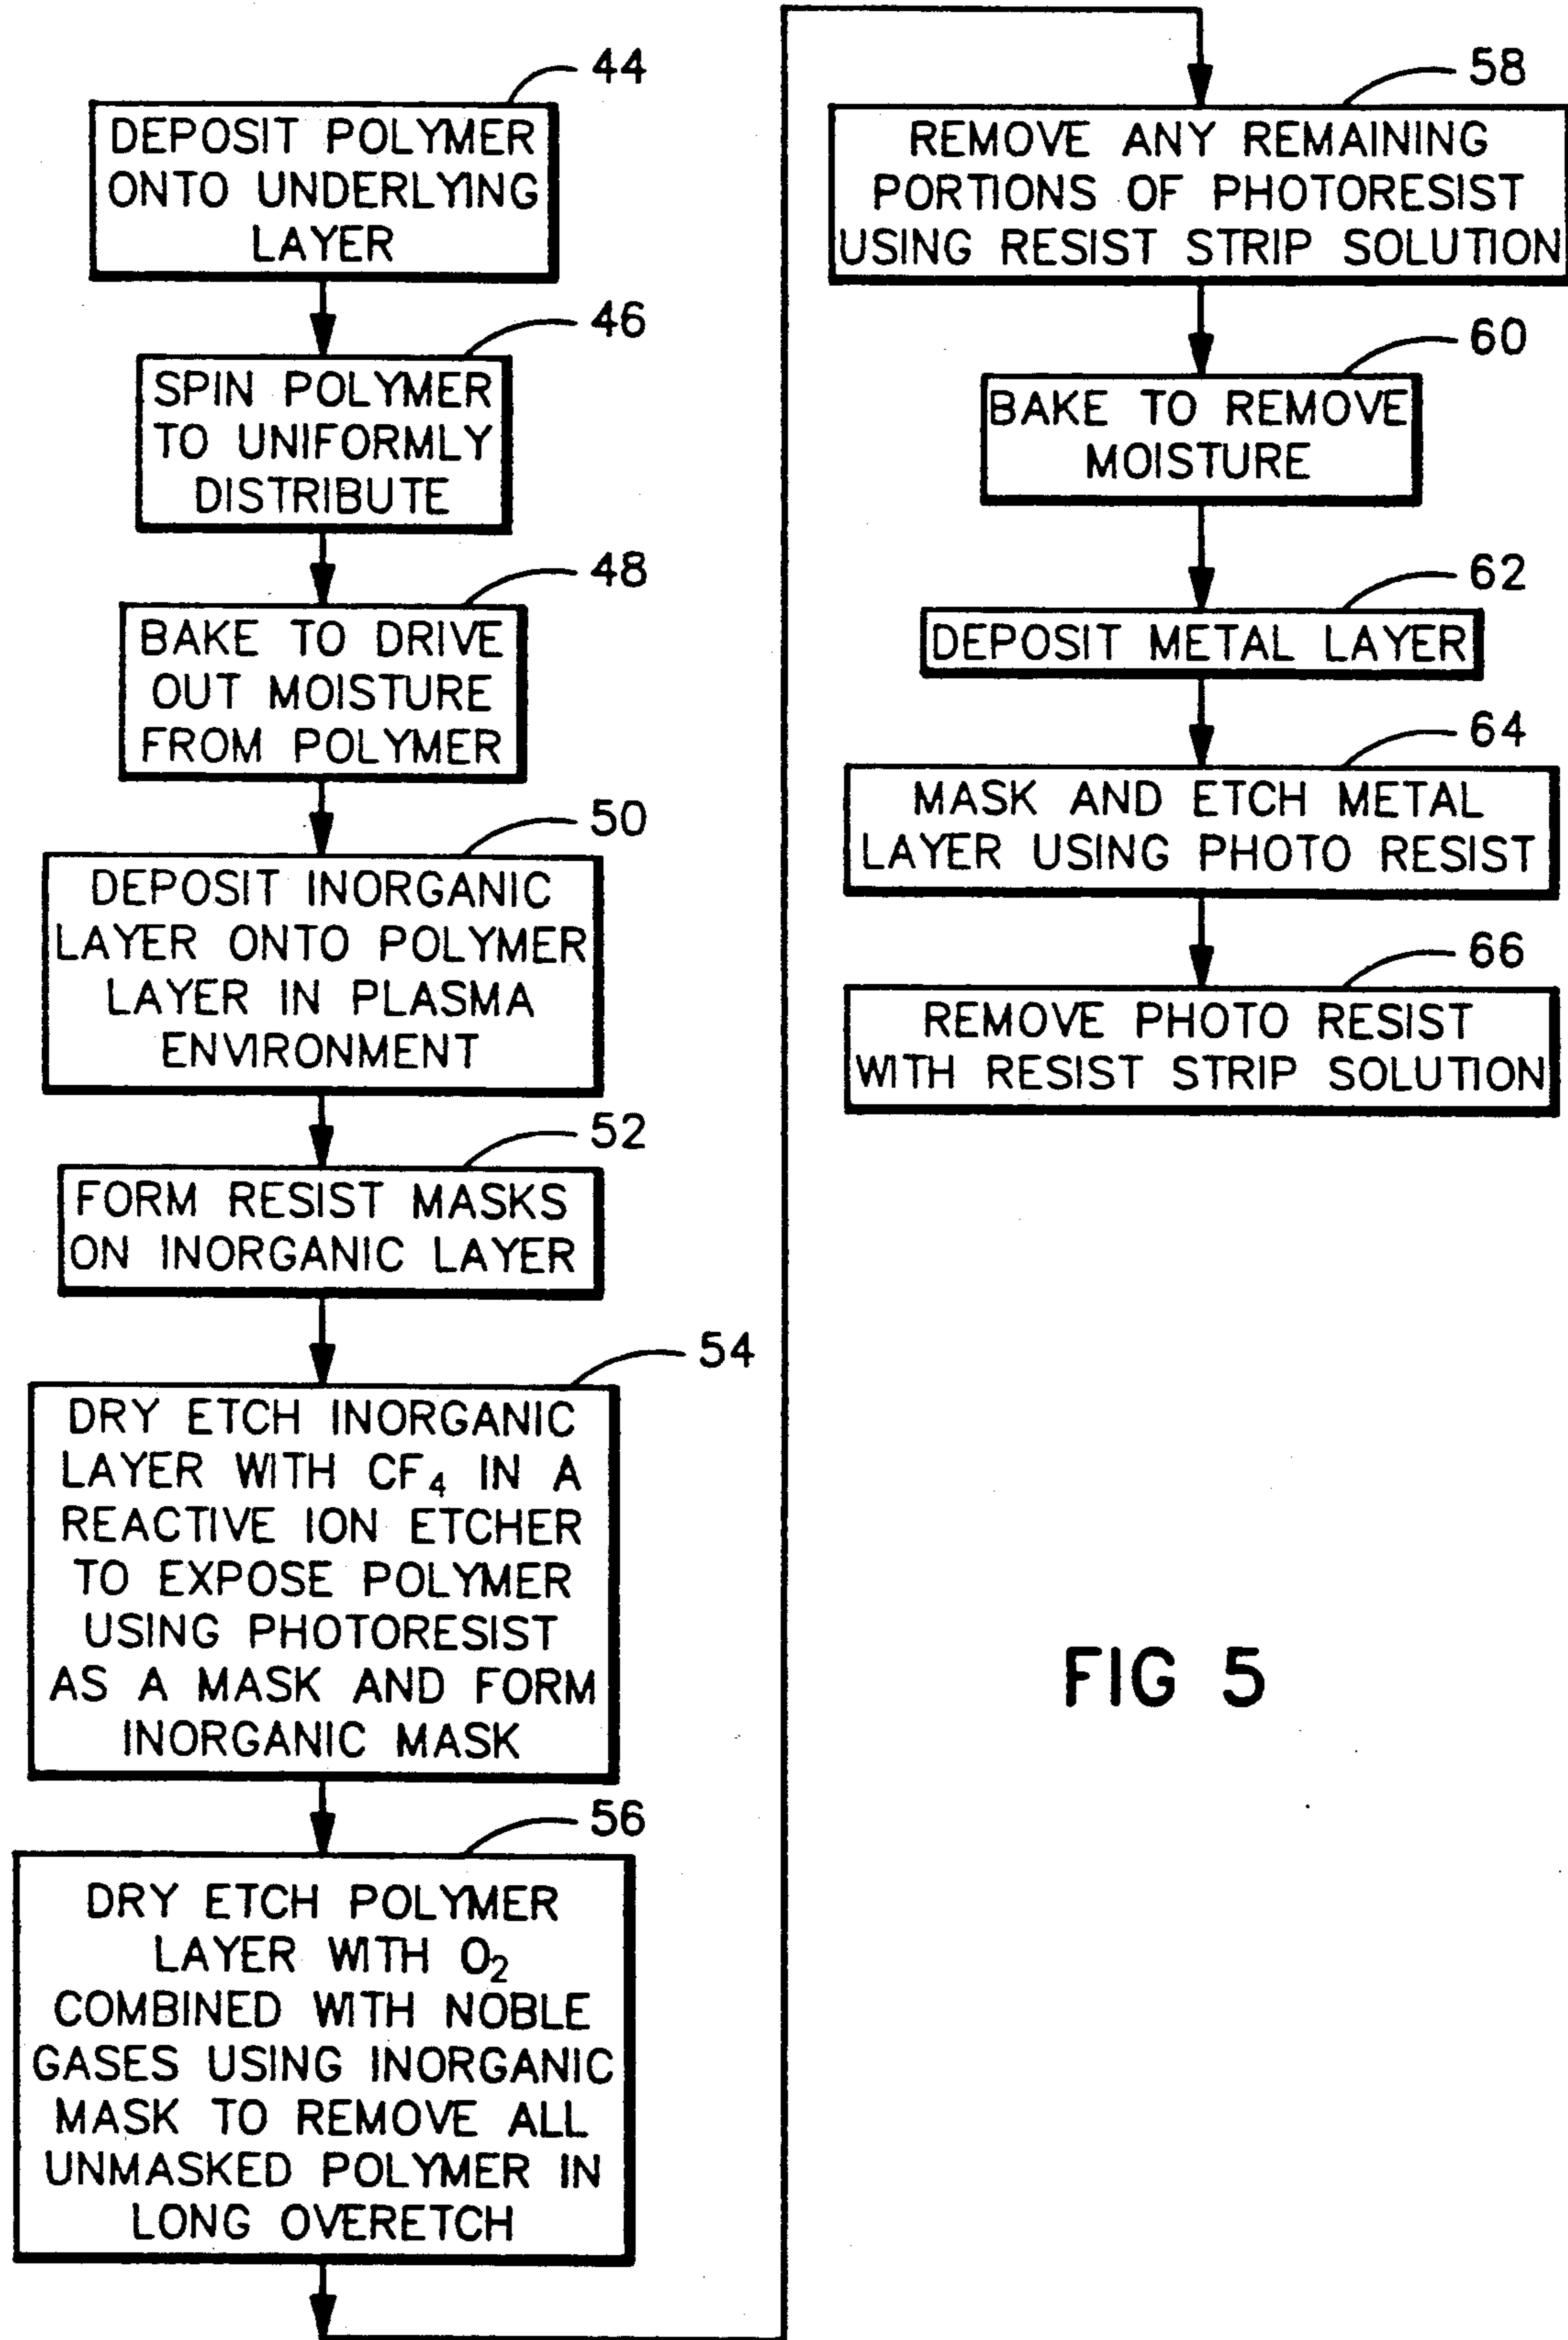 44
DEPOSIT POLYMER
ONTO UNDERLYING
LAYER
46
SPIN POLYMER
TO UNIFORMLY
DISTRIBUTE
48
BAKE TO DRIVE
OUT MOISTURE
FROM POLYMER
50
DEPOSIT INORGANIC
LAYER ONTO POLYMER
LAYER IN PLASMA
ENVIRONMENT
52
FORM RESIST MASKS
ON INORGANIC LAYER
54
DRY ETCH INORGANIC
LAYER WITH CF₄ IN A
REACTIVE ION ETCHER
TO EXPOSE POLYMER
USING PHOTORESIST
AS A MASK AND FORM
INORGANIC MASK
56
DRY ETCH POLYMER
LAYER WITH O₂
COMBINED WITH NOBLE
GASES USING INORGANIC
MASK TO REMOVE ALL
UNMASKED POLYMER IN
LONG OVERETCH
58
REMOVE ANY REMAINING
PORTIONS OF PHOTORESIST
USING RESIST STRIP SOLUTION
60
BAKE TO REMOVE
MOISTURE
62
DEPOSIT METAL LAYER
64
MASK AND ETCH METAL
LAYER USING PHOTO RESIST
66
REMOVE PHOTO RESIST
WITH RESIST STRIP SOLUTION
FIG 5